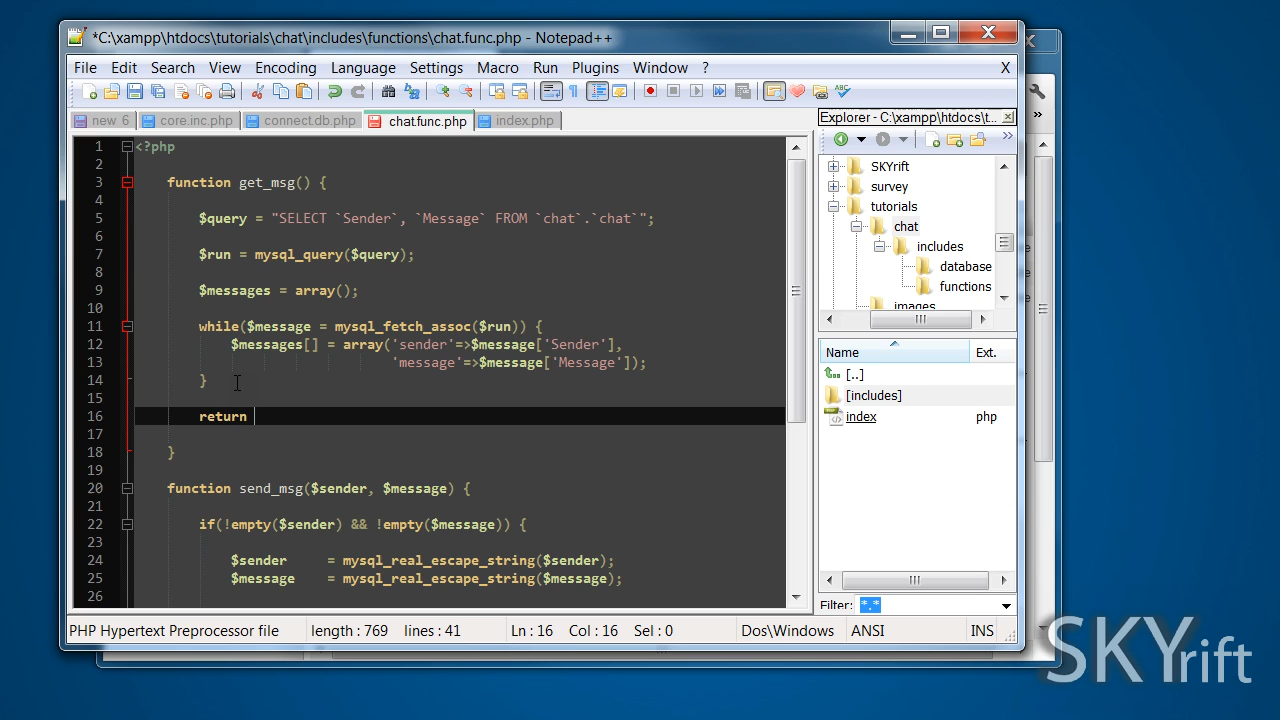 *C:\xampp\htdocs\tutorials\chat\includes\functions\chat.func.php - Notepad++
File Edit Search View Encoding Language Settings Macro Run Plugins Window ? X
new 6 core.inc.php connect.db.php chat.func.php index.php
Explorer - C:\xampp\htdocs\t...
1 <?php
2
3 function get_msg() {
4
5 $query = "SELECT `Sender`, `Message` FROM `chat`.`chat`";
6
7 $run = mysql_query($query);
8
9 $messages = array();
10
11 while($message = mysql_fetch_assoc($run)) {
12 $messages[] = array('sender'=>$message['Sender'],
13 'message'=>$message['Message']);
14 }
15
16 return
17
18 }
19
20 function send_msg($sender, $message) {
21
22 if(!empty($sender) && !empty($message)) {
23
24 $sender = mysql_real_escape_string($sender);
25 $message = mysql_real_escape_string($message);
26
SKYrift
survey
tutorials
chat
includes
database
functions
images
Name Ext.
[..]
[includes]
index php
Filter: *.*
PHP Hypertext Preprocessor file length : 769 lines : 41 Ln : 16 Col : 16 Sel : 0 Dos\Windows ANSI INS
SKYrift